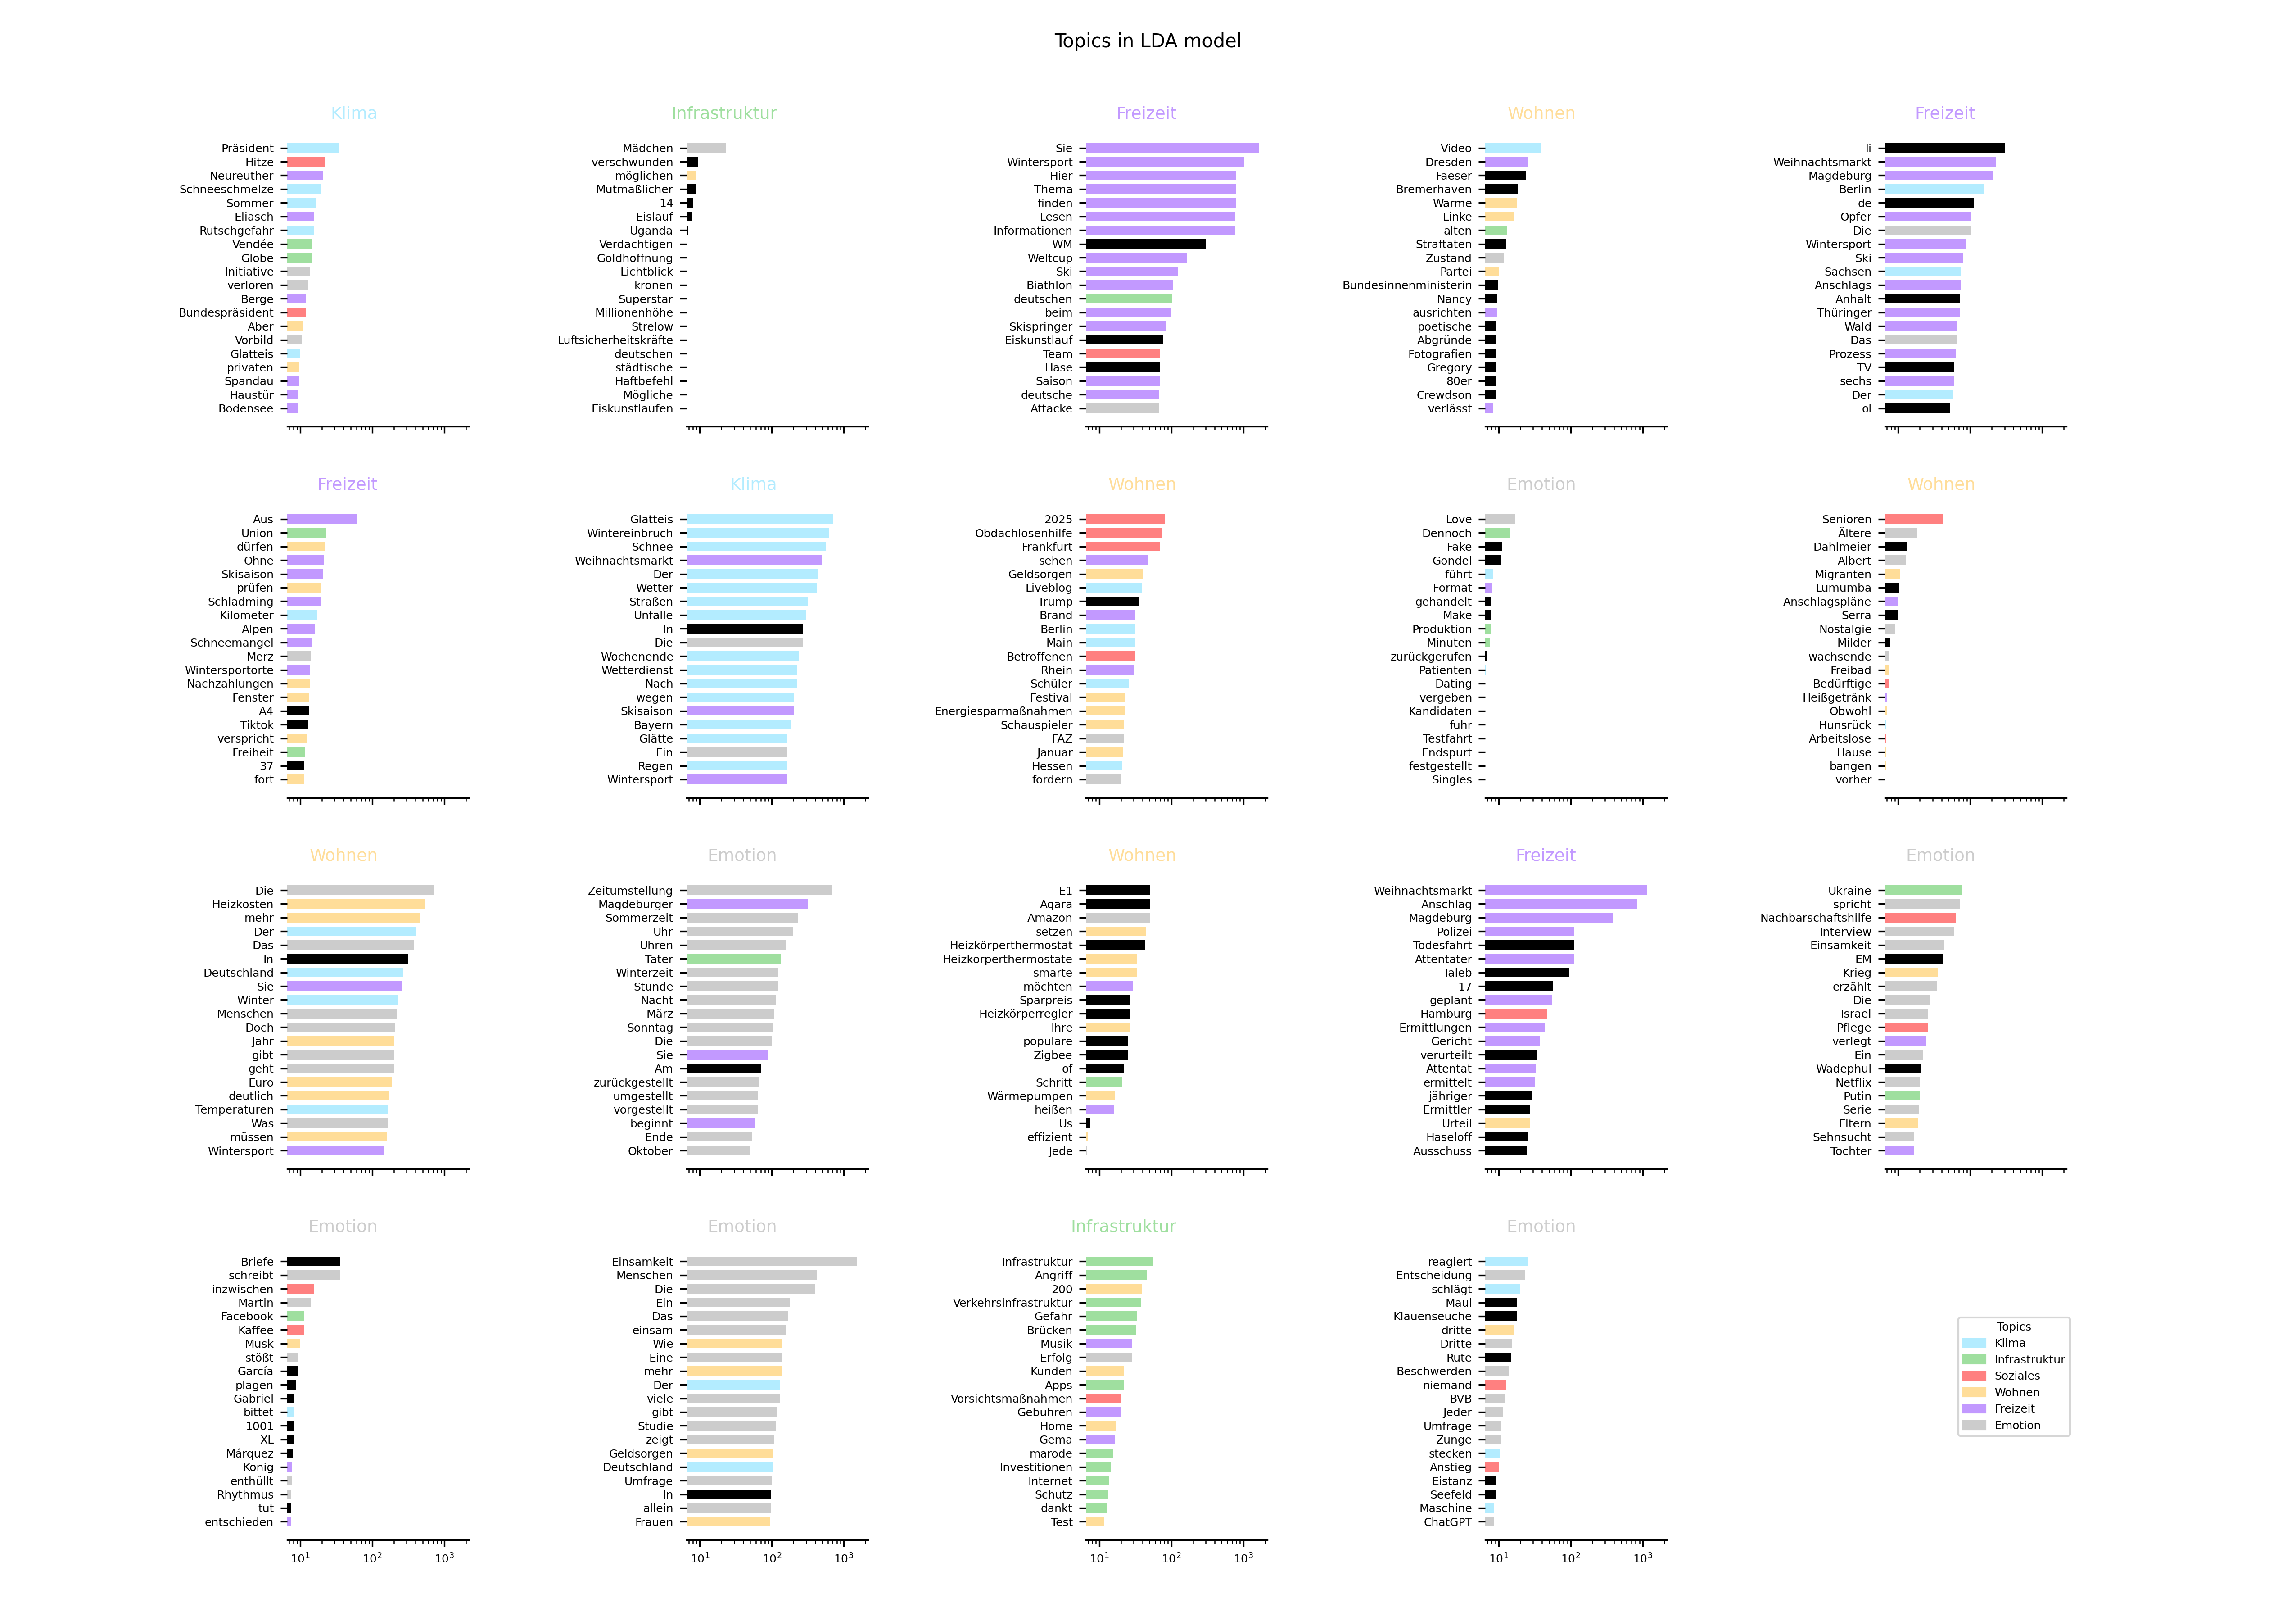 Topics in LDA model
Klima
Präsident
Hitze
Neureuther
Schneeschmelze
Sommer
Eliasch
Rutschgefahr
Vendée
Globe
Initiative
verloren
Berge
Bundespräsident
Aber
Vorbild
Glatteis
privaten
Spandau
Haustür
Bodensee
Infrastruktur
Mädchen
verschwunden
möglichen
Mutmaßlicher
14
Eislauf
Uganda
Verdächtigen
Goldhoffnung
Lichtblick
krönen
Superstar
Millionenhöhe
Strelow
Luftsicherheitskräfte
deutschen
städtische
Haftbefehl
Mögliche
Eiskunstlaufen
Freizeit
Sie
Wintersport
Hier
Thema
finden
Lesen
Informationen
WM
Weltcup
Ski
Biathlon
deutschen
beim
Skispringer
Eiskunstlauf
Team
Hase
Saison
deutsche
Attacke
Wohnen
Video
Dresden
Faeser
Bremerhaven
Wärme
Linke
alten
Straftaten
Zustand
Partei
Bundesinnenministerin
Nancy
ausrichten
poetische
Abgründe
Fotografien
Gregory
80er
Crewdson
verlässt
Freizeit
li
Weihnachtsmarkt
Magdeburg
Berlin
de
Opfer
Die
Wintersport
Ski
Sachsen
Anschlags
Anhalt
Thüringer
Wald
Das
Prozess
TV
sechs
Der
ol
Freizeit
Aus
Union
dürfen
Ohne
Skisaison
prüfen
Schladming
Kilometer
Alpen
Schneemangel
Merz
Wintersportorte
Nachzahlungen
Fenster
A4
Tiktok
verspricht
Freiheit
37
fort
Klima
Glatteis
Wintereinbruch
Schnee
Weihnachtsmarkt
Der
Wetter
Straßen
Unfälle
In
Die
Wochenende
Wetterdienst
Nach
wegen
Skisaison
Bayern
Glätte
Ein
Regen
Wintersport
Wohnen
2025
Obdachlosenhilfe
Frankfurt
sehen
Geldsorgen
Liveblog
Trump
Brand
Berlin
Main
Betroffenen
Rhein
Schüler
Festival
Energiesparmaßnahmen
Schauspieler
FAZ
Januar
Hessen
fordern
Emotion
Love
Dennoch
Fake
Gondel
führt
Format
gehandelt
Make
Produktion
Minuten
zurückgerufen
Patienten
Dating
vergeben
Kandidaten
fuhr
Testfahrt
Endspurt
festgestellt
Singles
Wohnen
Senioren
Ältere
Dahlmeier
Albert
Migranten
Lumumba
Anschlagspläne
Serra
Nostalgie
Milder
wachsende
Freibad
Bedürftige
Heißgetränk
Obwohl
Hunsrück
Arbeitslose
Hause
bangen
vorher
Wohnen
Die
Heizkosten
mehr
Der
Das
In
Deutschland
Sie
Winter
Menschen
Doch
Jahr
gibt
geht
Euro
deutlich
Temperaturen
Was
müssen
Wintersport
Emotion
Zeitumstellung
Magdeburger
Sommerzeit
Uhr
Uhren
Täter
Winterzeit
Stunde
Nacht
März
Sonntag
Die
Sie
Am
zurückgestellt
umgestellt
vorgestellt
beginnt
Ende
Oktober
Wohnen
E1
Aqara
Amazon
setzen
Heizkörperthermostat
Heizkörperthermostate
smarte
möchten
Sparpreis
Heizkörperregler
Ihre
populäre
Zigbee
of
Schritt
Wärmepumpen
heißen
Us
effizient
Jede
Freizeit
Weihnachtsmarkt
Anschlag
Magdeburg
Polizei
Todesfahrt
Attentäter
Taleb
17
geplant
Hamburg
Ermittlungen
Gericht
verurteilt
Attentat
ermittelt
jähriger
Ermittler
Urteil
Haseloff
Ausschuss
Emotion
Ukraine
spricht
Nachbarschaftshilfe
Interview
Einsamkeit
EM
Krieg
erzählt
Die
Israel
Pflege
verlegt
Ein
Wadephul
Netflix
Putin
Serie
Eltern
Sehnsucht
Tochter
Emotion
Briefe
schreibt
inzwischen
Martin
Facebook
Kaffee
Musk
stößt
García
plagen
Gabriel
bittet
1001
XL
Márquez
König
enthüllt
Rhythmus
tut
entschieden
10¹ 10² 10³
Emotion
Einsamkeit
Menschen
Die
Ein
Das
einsam
Wie
Eine
mehr
Der
viele
gibt
Studie
zeigt
Geldsorgen
Deutschland
Umfrage
In
allein
Frauen
10¹ 10² 10³
Infrastruktur
Infrastruktur
Angriff
200
Verkehrsinfrastruktur
Gefahr
Brücken
Musik
Erfolg
Kunden
Apps
Vorsichtsmaßnahmen
Gebühren
Home
Gema
marode
Investitionen
Internet
Schutz
dankt
Test
10¹ 10² 10³
Emotion
reagiert
Entscheidung
schlägt
Maul
Klauenseuche
dritte
Dritte
Rute
Beschwerden
niemand
BVB
Jeder
Umfrage
Zunge
stecken
Anstieg
Eistanz
Seefeld
Maschine
ChatGPT
10¹ 10² 10³
Topics
Klima
Infrastruktur
Soziales
Wohnen
Freizeit
Emotion